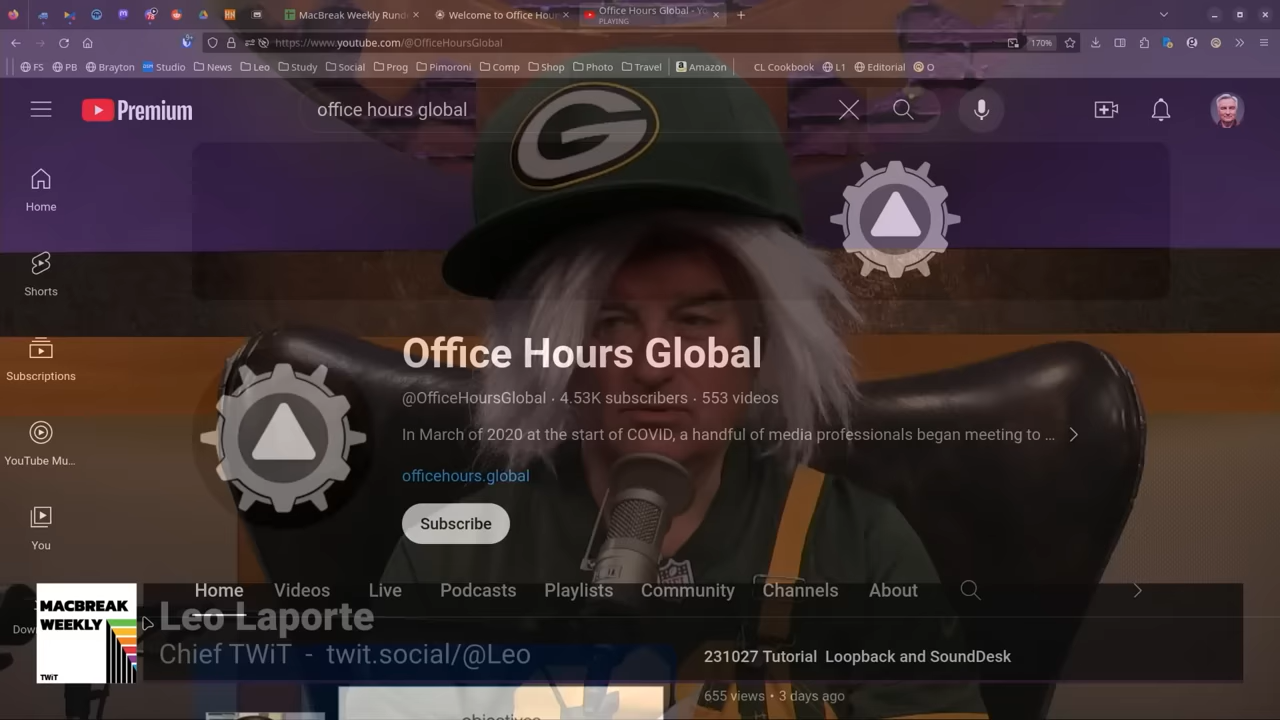 MacBreak Weekly Rund
Welcome to Office Hour
Office Hours Global - Yo
PLAYING
https://www.youtube.com/@OfficeHoursGlobal
170%
FS PB Brayton Studio News Leo Study Social Prog Pimoroni Comp Shop Photo Travel Amazon CL Cookbook L1 Editorial O
Premium
office hours global
G
Home
Shorts
Subscriptions
YouTube Mu...
You
Office Hours Global
@OfficeHoursGlobal · 4.53K subscribers · 553 videos
In March of 2020 at the start of COVID, a handful of media professionals began meeting to ...
officehours.global
Subscribe
NFL
Home Videos Live Podcasts Playlists Community Channels About
MACBREAK
WEEKLY
TWiT
Leo Laporte
Chief TWiT - twit.social/@Leo
231027 Tutorial Loopback and SoundDesk
655 views • 3 days ago